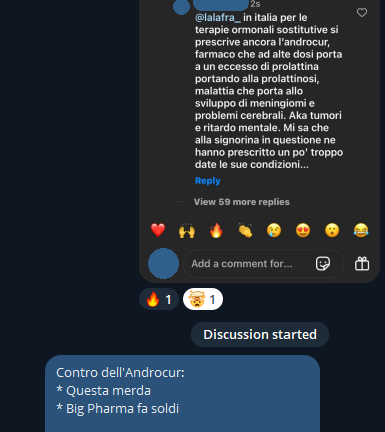 2s
@lalafra_ in italia per le
terapie ormonali sostitutive si
prescrive ancora l'androcur,
farmaco che ad alte dosi porta
a un eccesso di prolattina
portando alla prolattinosi,
malattia che porta allo
sviluppo di meningiomi e
problemi cerebrali. Aka tumori
e ritardo mentale. Mi sa che
alla signorina in questione ne
hanno prescritto un po' troppo
date le sue condizioni...
Reply
View 59 more replies
Add a comment for...
1
1
Discussion started
Contro dell'Androcur:
* Questa merda
* Big Pharma fa soldi